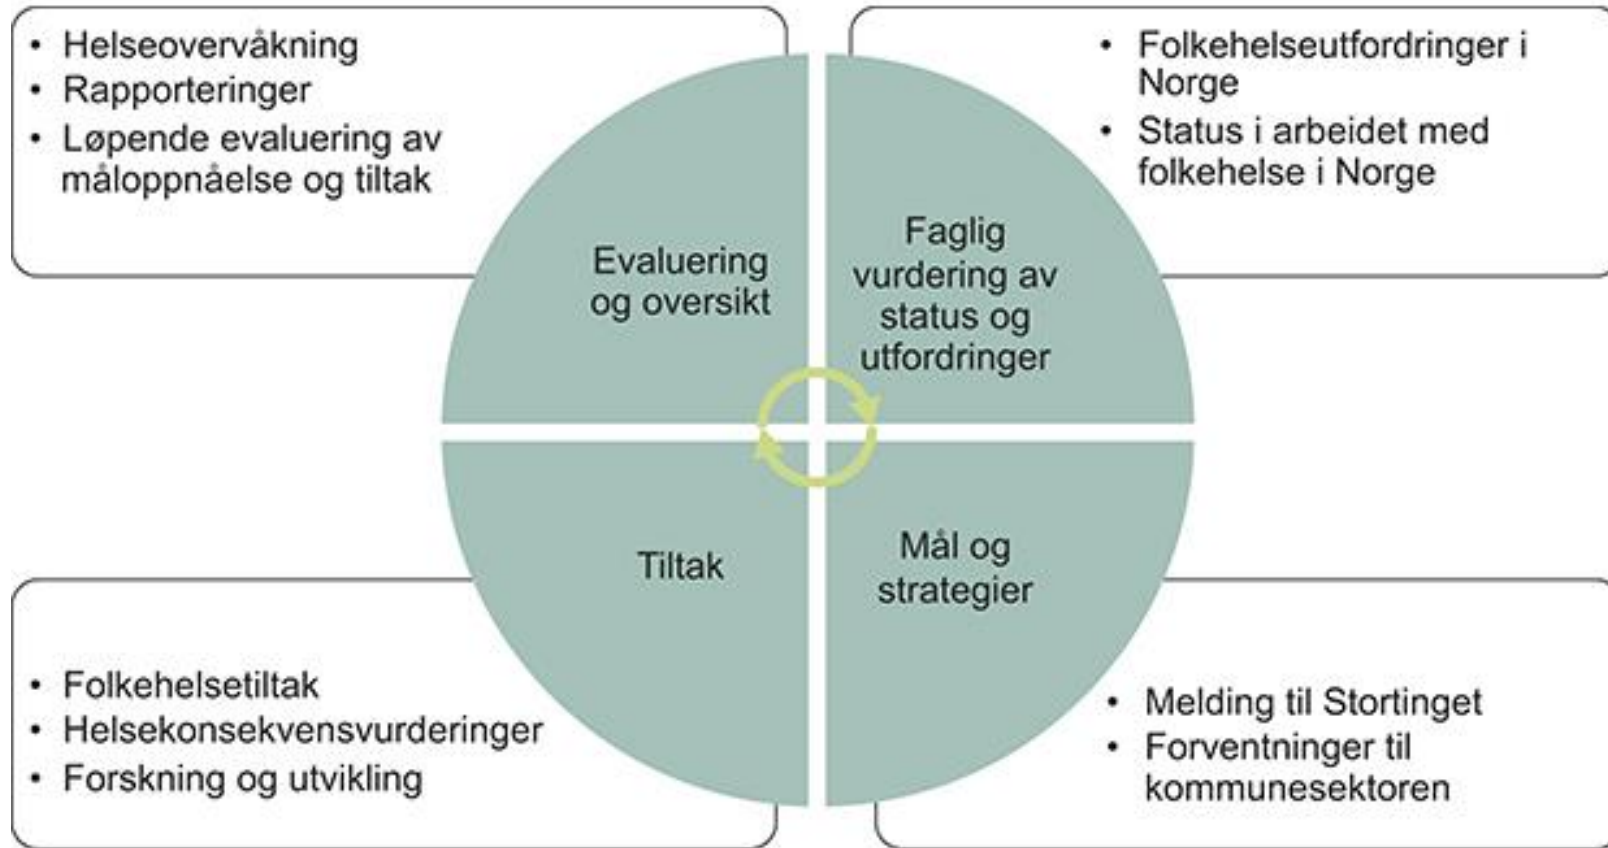 • Helseovervåkning
• Rapporteringer
• Løpende evaluering av
måloppnåelse og tiltak
• Folkehelseutfordringer i
Norge
• Status i arbeidet med
folkehelse i Norge
Evaluering
og oversikt
Faglig
vurdering av
status og
utfordringer
Tiltak
Mål og
strategier
• Folkehelsetiltak
• Helsekonsekvensvurderinger
• Forskning og utvikling
• Melding til Stortinget
• Forventninger til
kommunesektoren